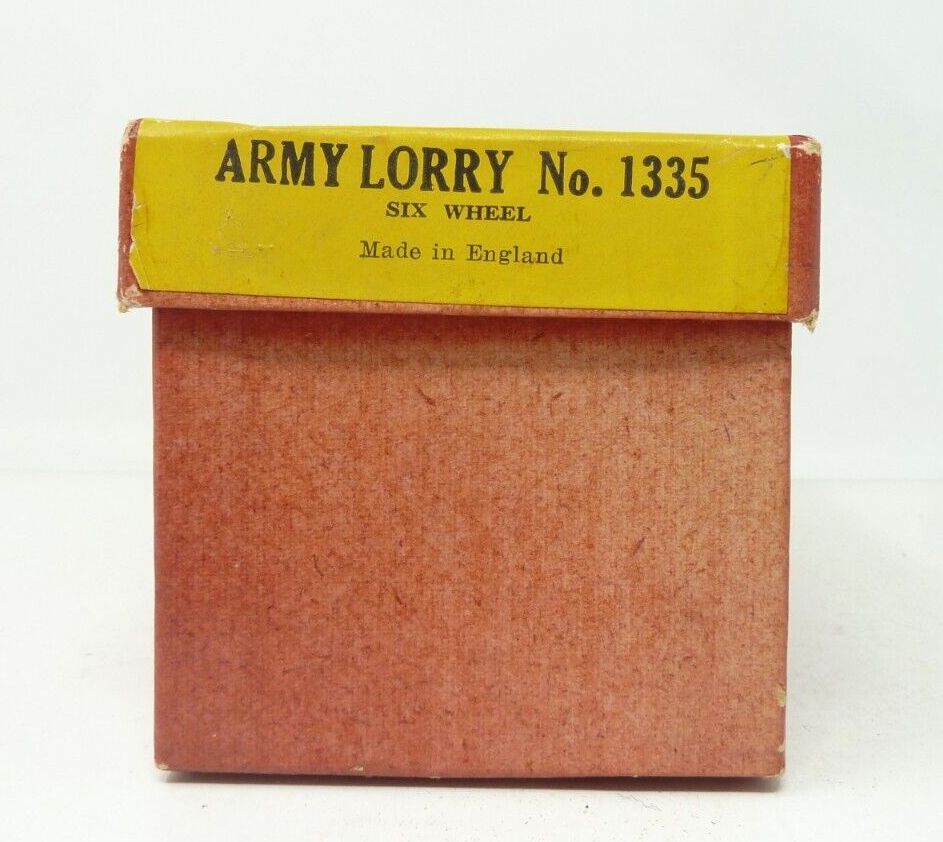 ARMY LORRY No. 1335
SIX WHEEL
Made in England